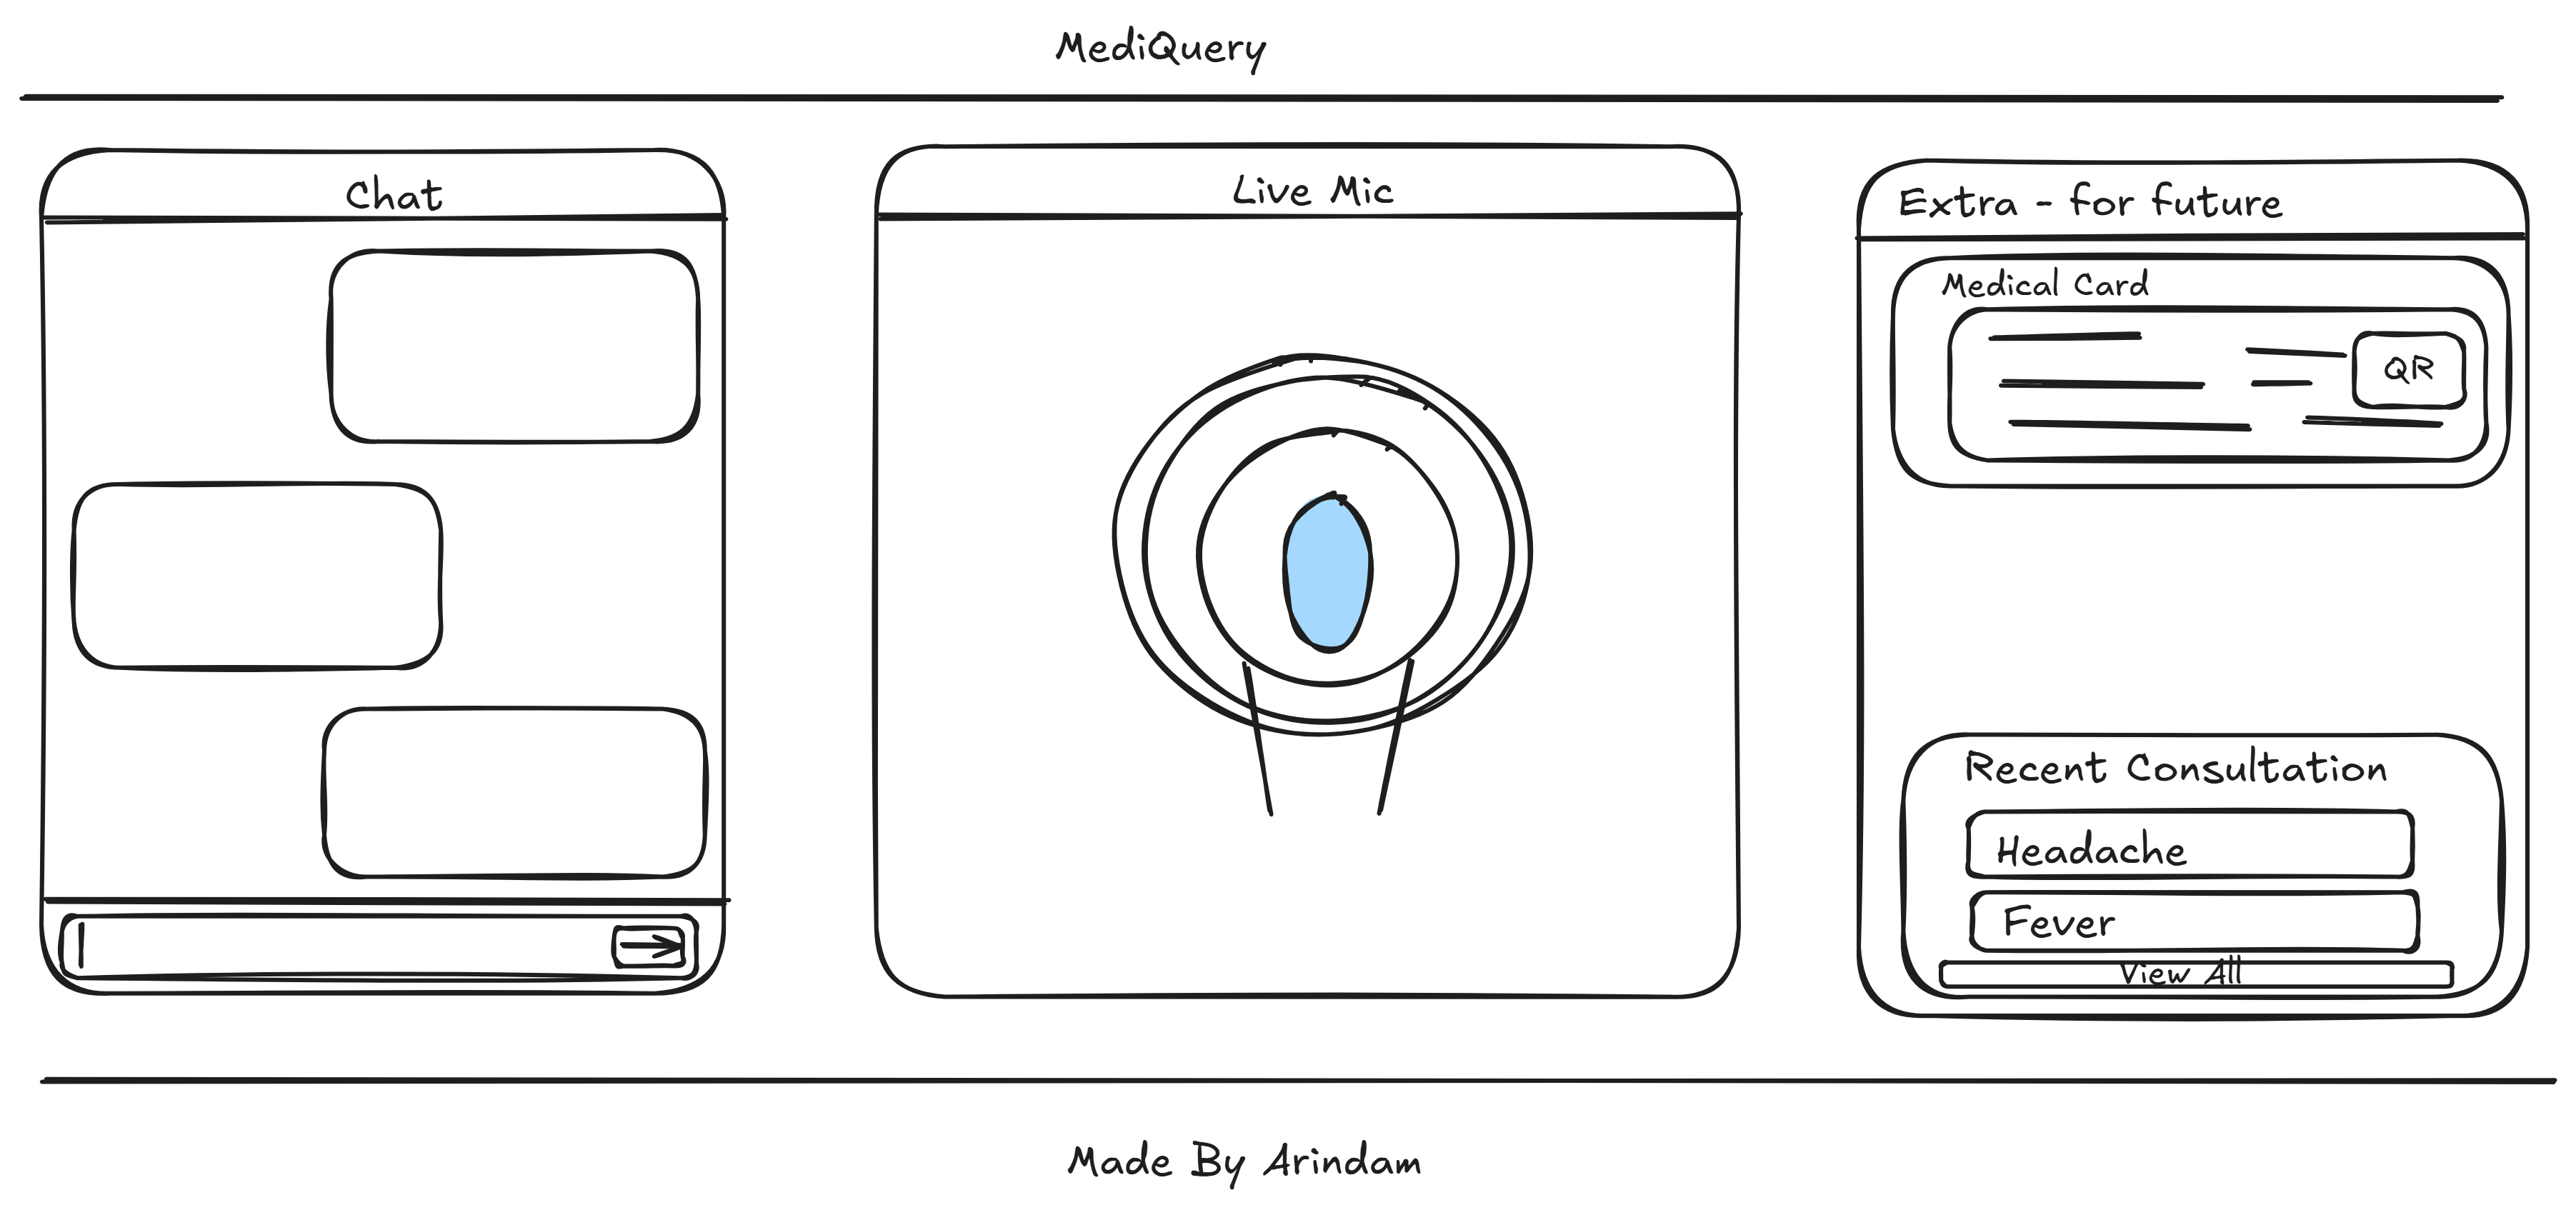 MediQuery
Chat
Live Mic
Extra - for future
Medical Card
QR
Recent Consultation
Headache
Fever
View All
Made By Arindam